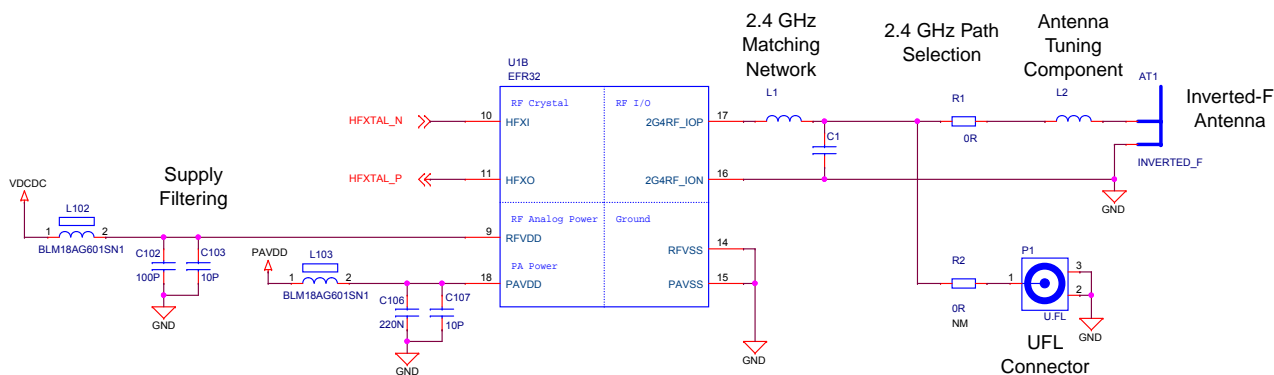 2.4 GHz
Matching
Network
2.4 GHz Path
Selection
Antenna
Tuning
Component
Inverted-F
Antenna
U1B
EFR32
RF Crystal
RF I/O
HFXTAL_N
10
HFXI
2G4RF_IOP
17
L1
C1
R1
0R
L2
AT1
INVERTED_F
HFXTAL_P
11
HFXO
2G4RF_ION
16
GND
Supply
Filtering
VDCDC
L102
1
2
BLM18AG601SN1
C102
100P
C103
10P
GND
RF Analog Power
Ground
9
RFVDD
RFVSS
14
PA Power
PAVDD
L103
1
2
BLM18AG601SN1
18
PAVDD
PAVSS
15
C106
220N
C107
10P
GND
GND
R2
0R
NM
P1
1
3
2
U.FL
GND
UFL
Connector